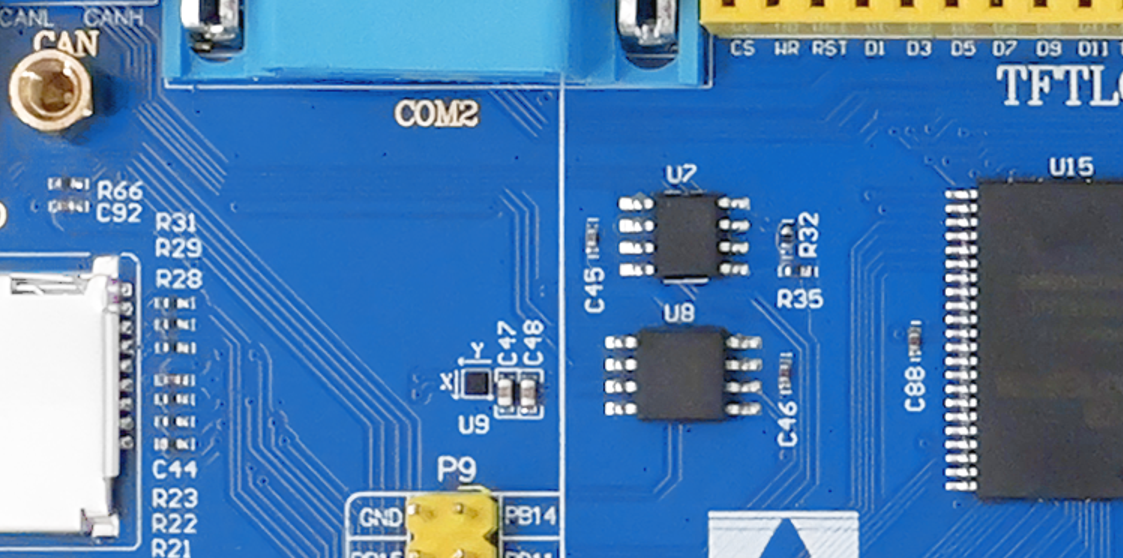 CANL CANH
CAN
COM2
CS WR RST D1 D3 D5 D7 D9 D11
R66
C92
R31
R29
R28
U7
U15
C45
R32
R35
U8
C47
C48
Y
X
U9
C46
C88
C44
R23
R22
R21
P9
GND PB14